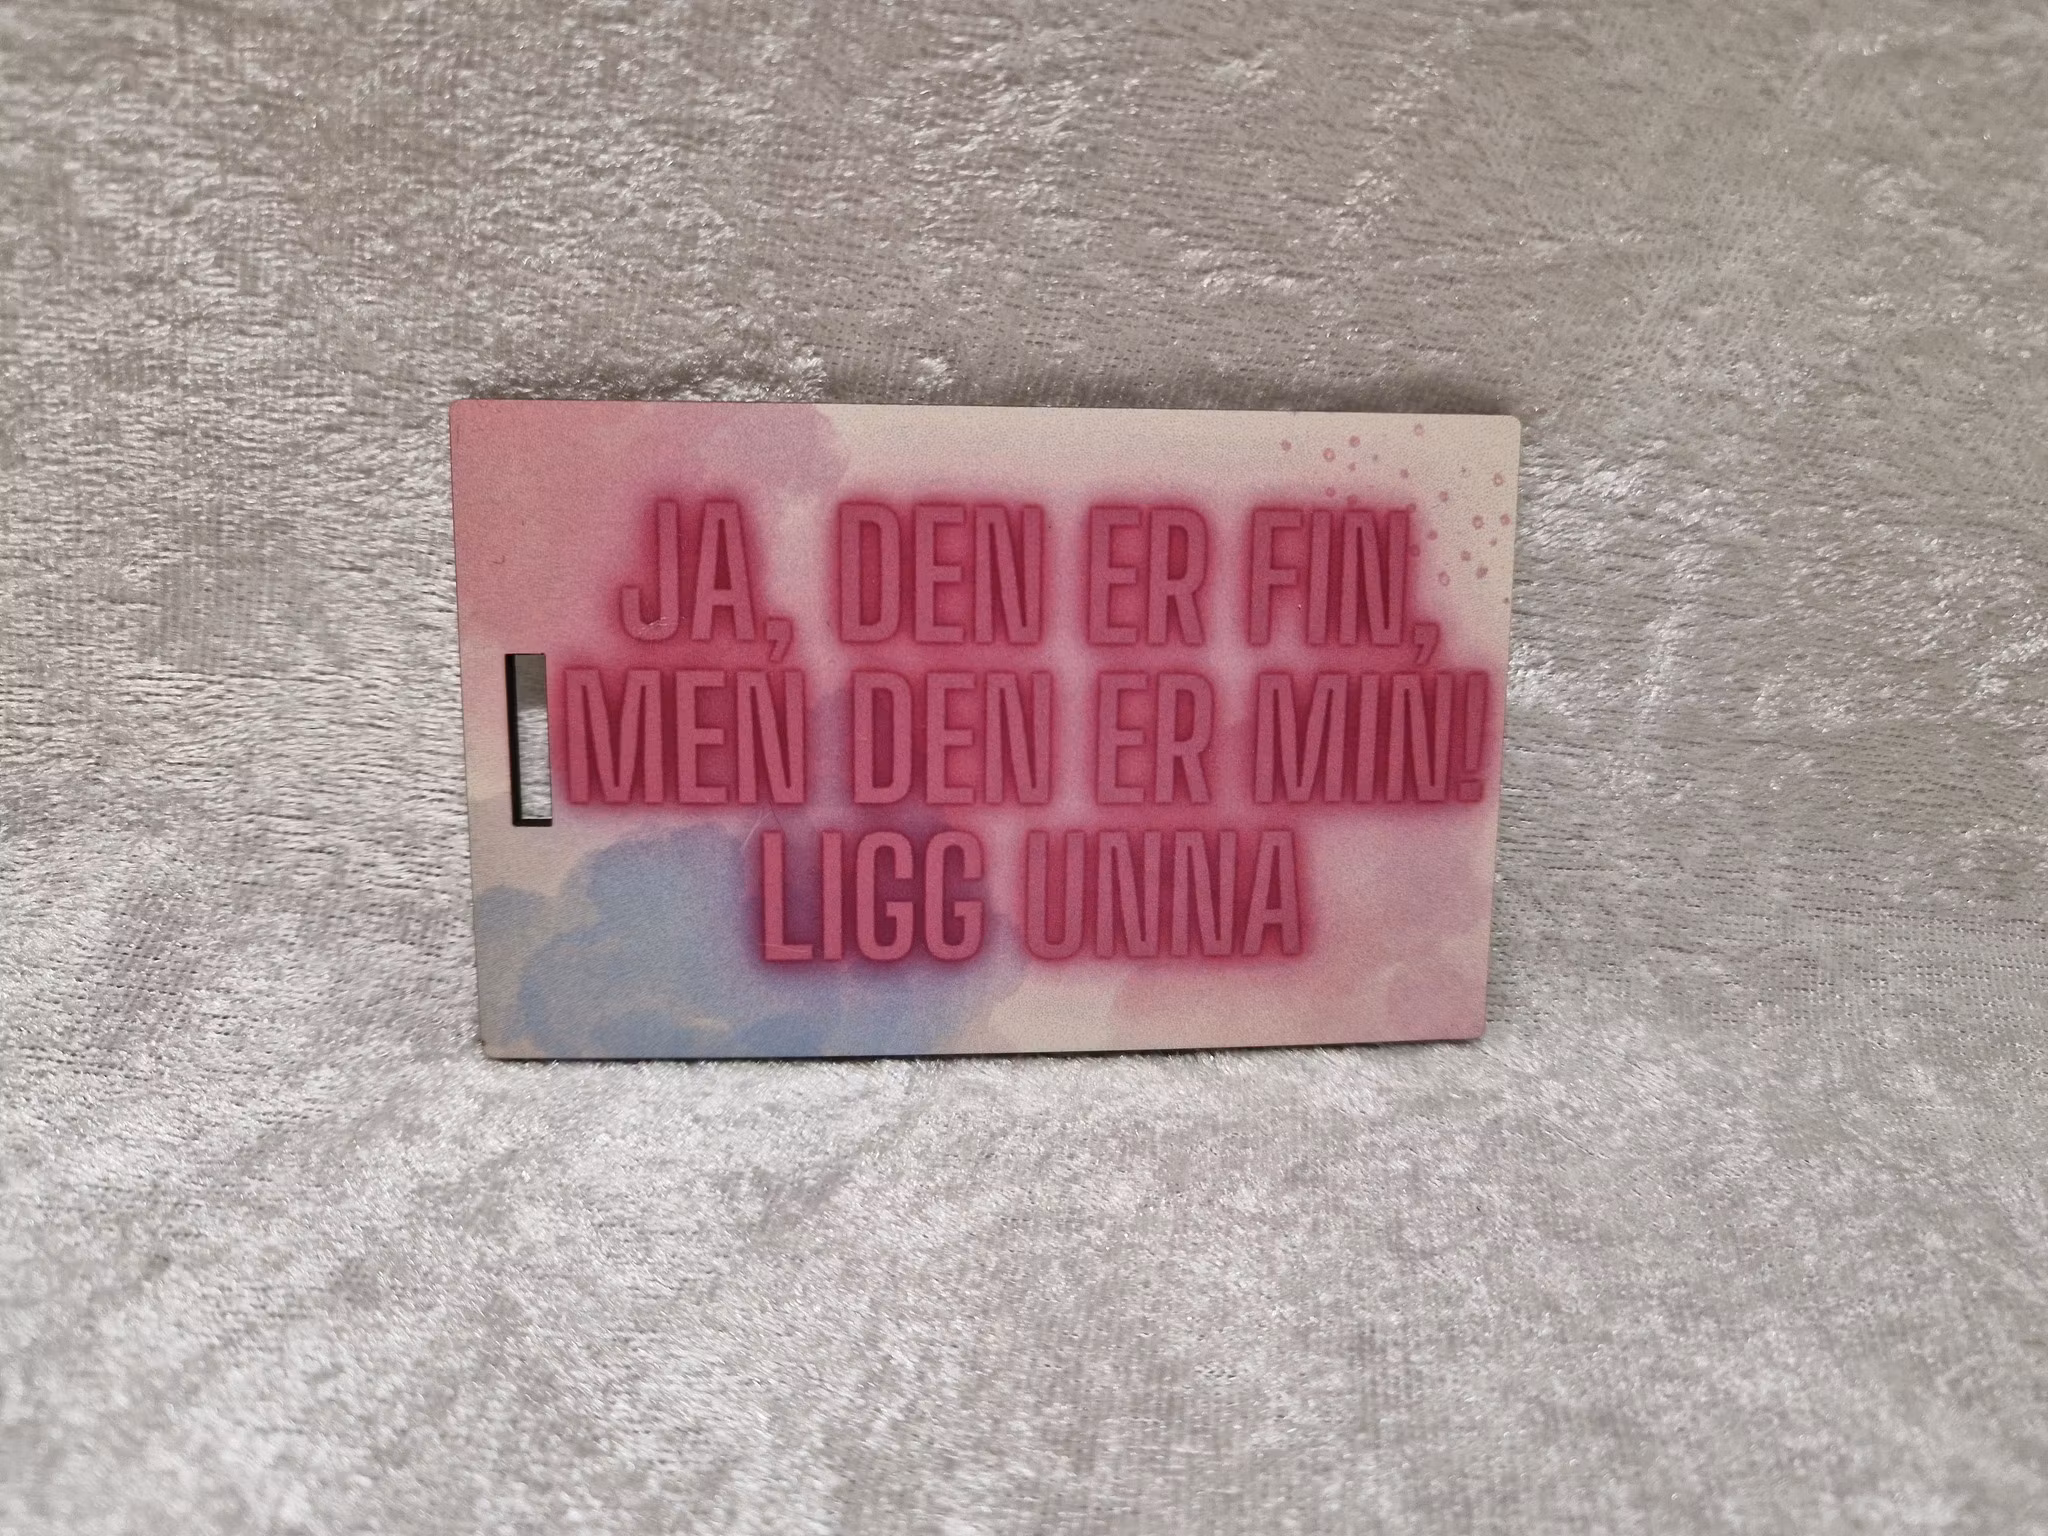 JA, DEN ER FIN,
MEN DEN ER MIN!
LIGG UNNA